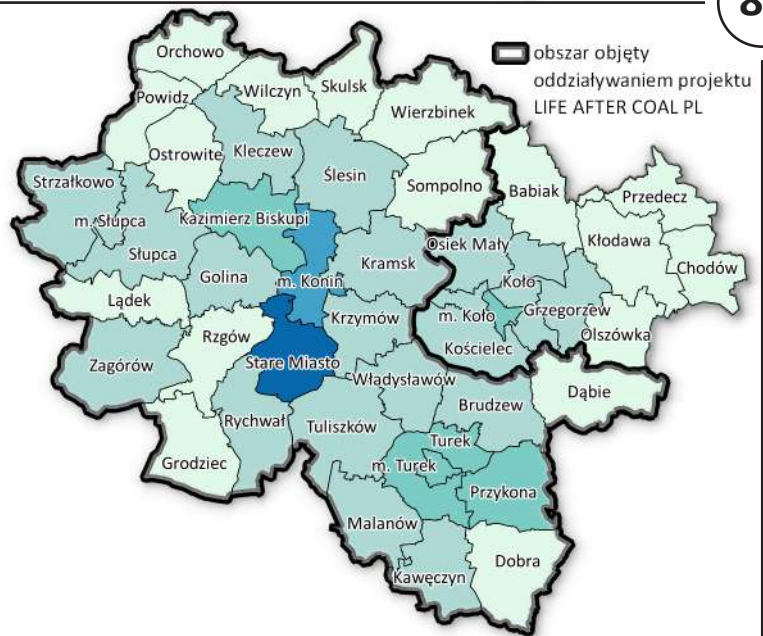 8
obszar objęty
oddziaływaniem projektu
LIFE AFTER COAL PL
Orchowo
Powidz
Wilczyn
Skulsk
Wierzbinek
Ostrowite
Kleczew
Ślesin
Sompolno
Strzałkowo
m. Słupca
Słupca
Kazimierz Biskupi
Golina
m. Konin
Kramsk
Lądek
Rzgów
Krzymów
Zagórów
Stare Miasto
Rychwał
Grodziec
Tuliszków
Władysławów
Brudzew
Turek
m. Turek
Przykona
Malanów
Kawęczyn
Dobra
Babiak
Przedecz
Kłodawa
Chodów
Osiek Mały
Koło
m. Koło
Grzegorzew
Kościelec
Olszówka
Dąbie